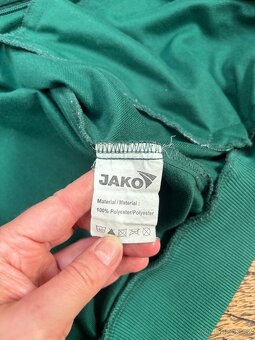 JAKO
Material / Material :
100% Polyester/Polyester